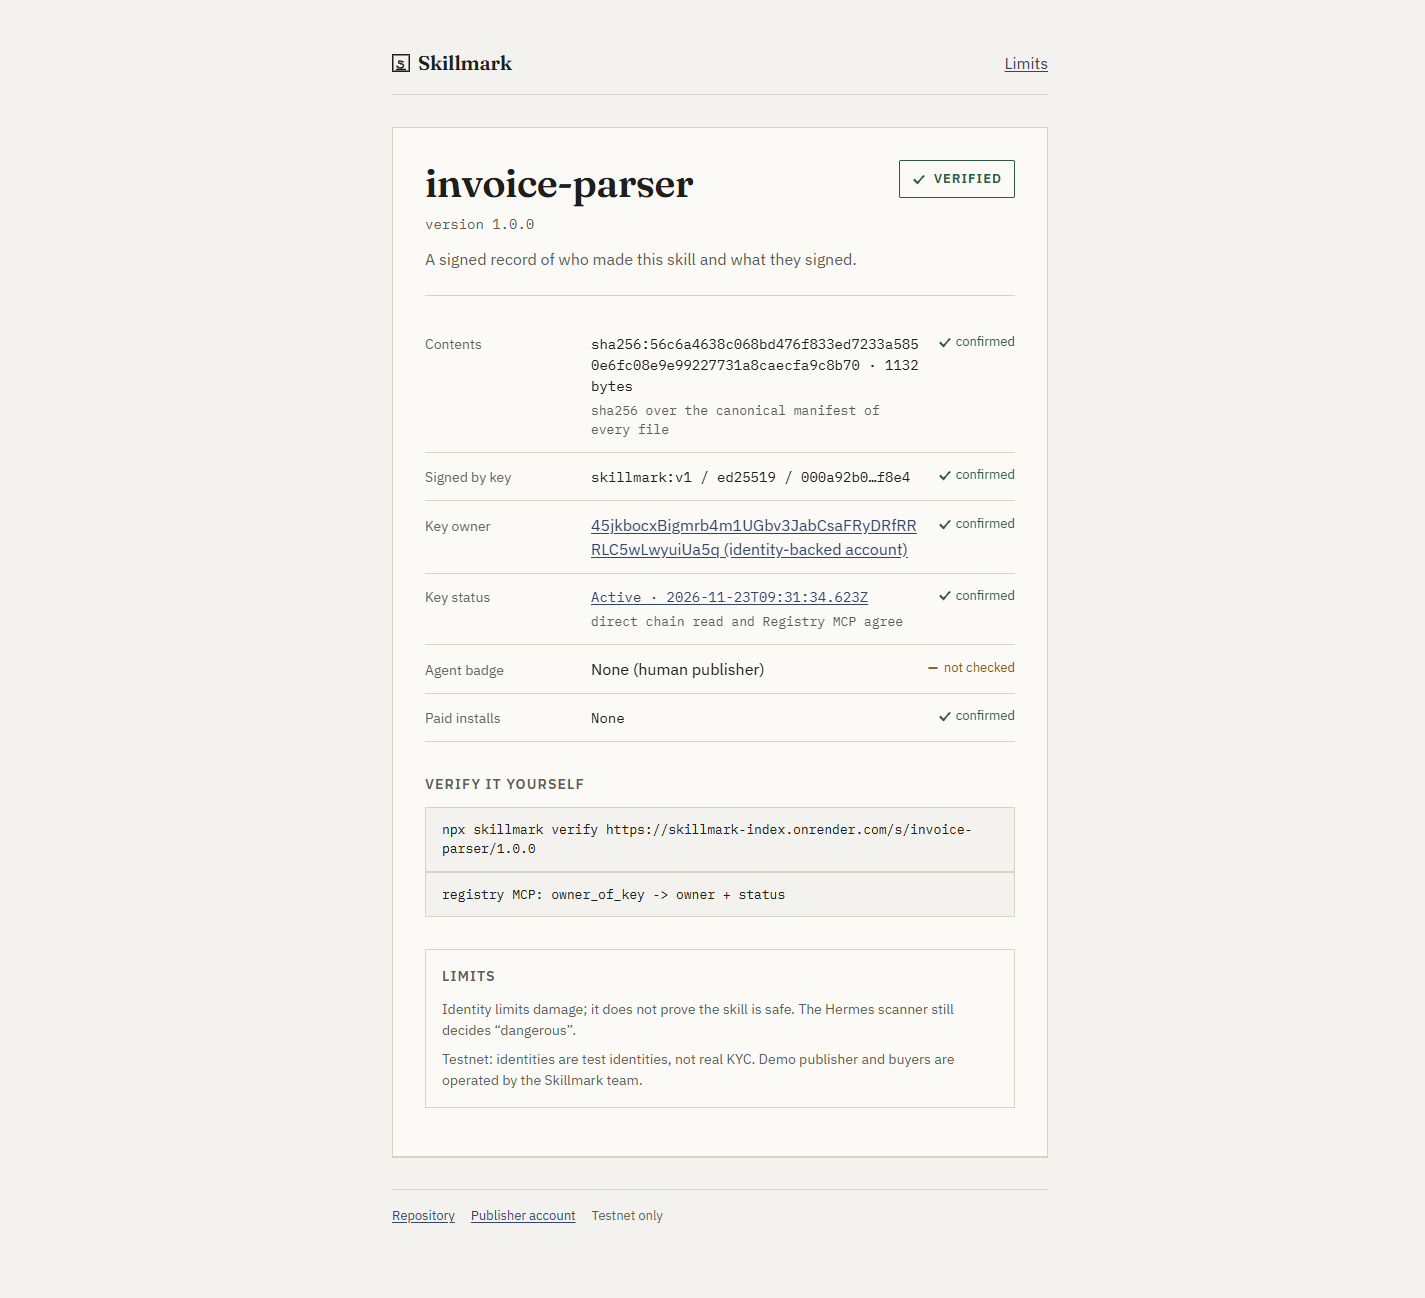 Skillmark
Limits
invoice-parser
VERIFIED
version 1.0.0
A signed record of who made this skill and what they signed.
Contents
sha256:56c6a4638c068bd476f833ed7233a585
0e6fc08e9e99227731a8caecfa9c8b70 · 1132
bytes
sha256 over the canonical manifest of
every file
confirmed
Signed by key
skillmark:v1 / ed25519 / 000a92b0…f8e4
confirmed
Key owner
45jkbocxBigmrb4m1UGbv3JabCsaFRyDRfRR
RLC5wLwyuiUa5q (identity-backed account)
confirmed
Key status
Active · 2026-11-23T09:31:34.623Z
direct chain read and Registry MCP agree
confirmed
Agent badge
None (human publisher)
not checked
Paid installs
None
confirmed
VERIFY IT YOURSELF
npx skillmark verify https://skillmark-index.onrender.com/s/invoice-
parser/1.0.0
registry MCP: owner_of_key -> owner + status
LIMITS
Identity limits damage; it does not prove the skill is safe. The Hermes scanner still
decides “dangerous”.
Testnet: identities are test identities, not real KYC. Demo publisher and buyers are
operated by the Skillmark team.
Repository
Publisher account
Testnet only